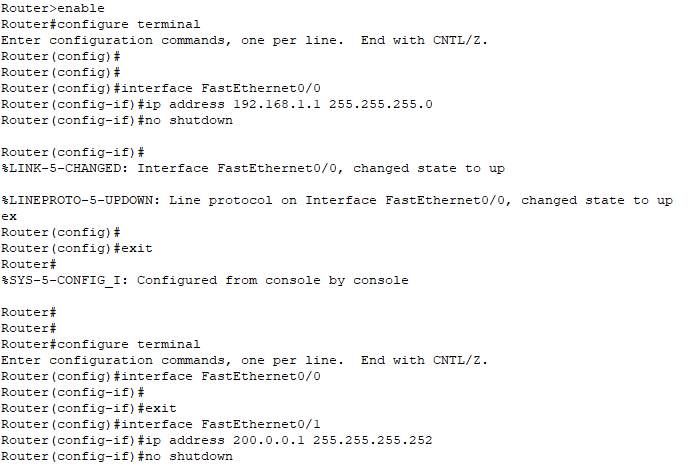 Router>enable
Router#configure terminal
Enter configuration commands, one per line.  End with CNTL/Z.
Router(config)#
Router(config)#
Router(config)#interface FastEthernet0/0
Router(config-if)#ip address 192.168.1.1 255.255.255.0
Router(config-if)#no shutdown

Router(config-if)#
%LINK-5-CHANGED: Interface FastEthernet0/0, changed state to up

%LINEPROTO-5-UPDOWN: Line protocol on Interface FastEthernet0/0, changed state to up
ex
Router(config)#
Router(config)#exit
Router#
%SYS-5-CONFIG_I: Configured from console by console

Router#
Router#
Router#configure terminal
Enter configuration commands, one per line.  End with CNTL/Z.
Router(config)#interface FastEthernet0/0
Router(config-if)#
Router(config-if)#exit
Router(config)#interface FastEthernet0/1
Router(config-if)#ip address 200.0.0.1 255.255.255.252
Router(config-if)#no shutdown